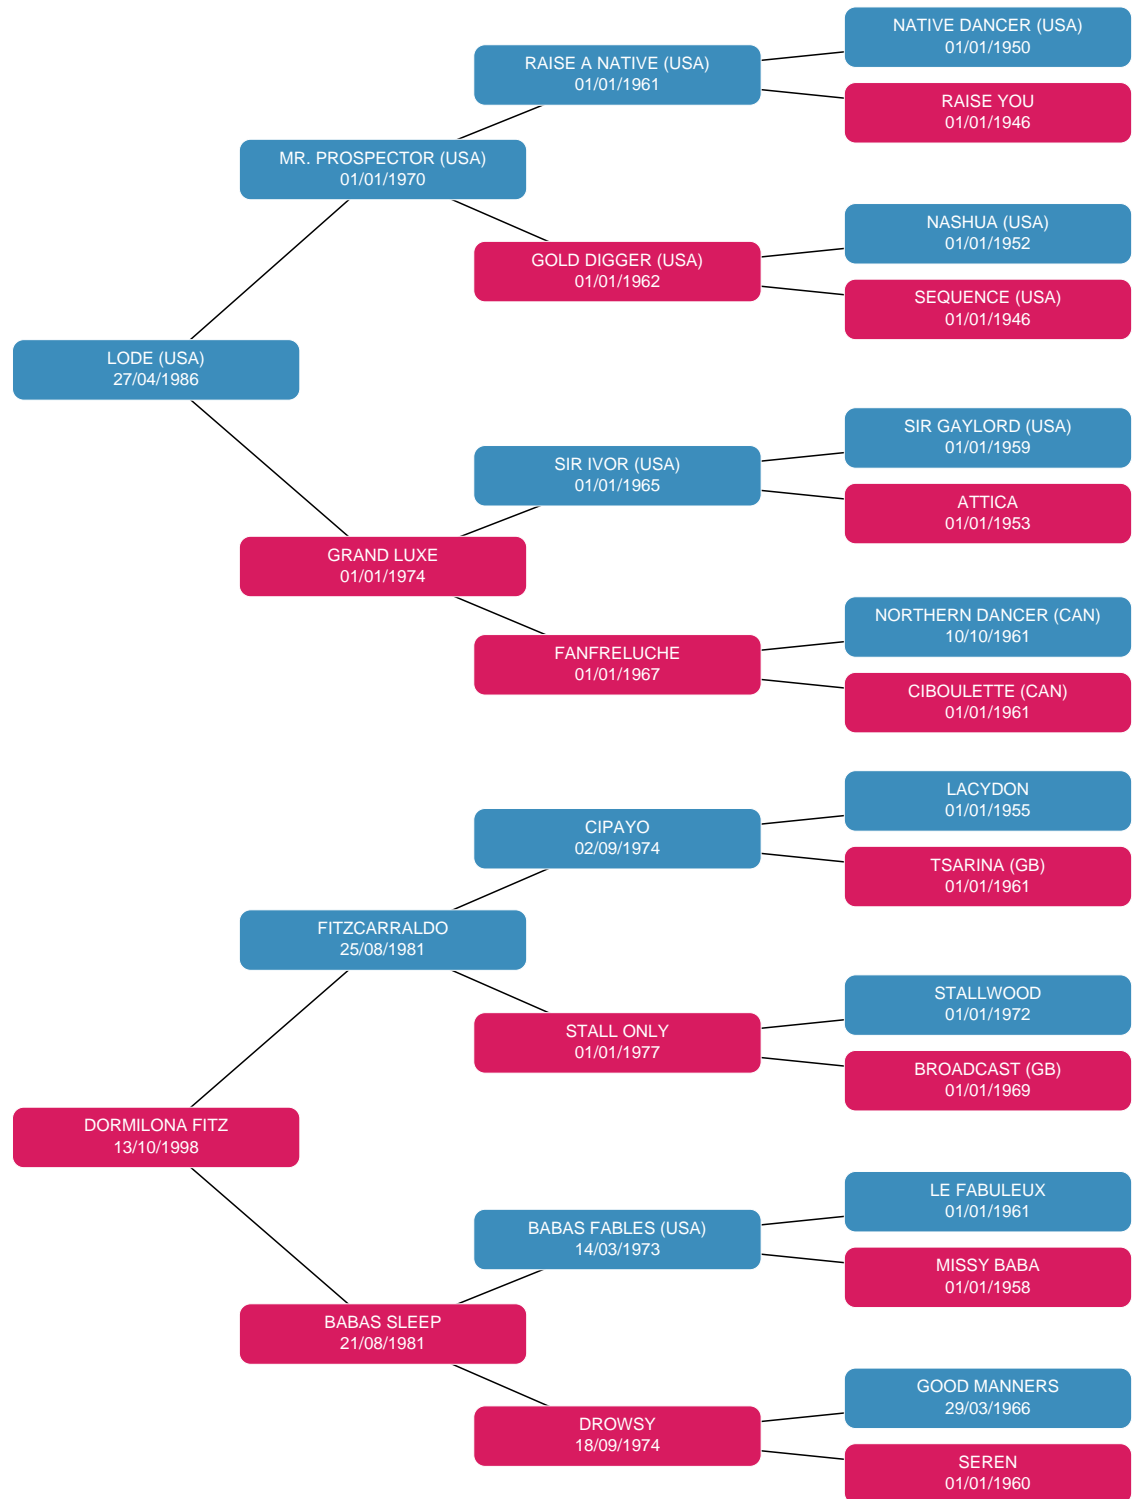 NATIVE DANCER (USA)
01/01/1950
RAISE A NATIVE (USA)
01/01/1961
RAISE YOU
01/01/1946
MR. PROSPECTOR (USA)
01/01/1970
NASHUA (USA)
01/01/1952
GOLD DIGGER (USA)
01/01/1962
SEQUENCE (USA)
01/01/1946
LODE (USA)
27/04/1986
SIR GAYLORD (USA)
01/01/1959
SIR IVOR (USA)
01/01/1965
ATTICA
01/01/1953
GRAND LUXE
01/01/1974
NORTHERN DANCER (CAN)
10/10/1961
FANFRELUCHE
01/01/1967
CIBOULETTE (CAN)
01/01/1961
LACYDON
01/01/1955
CIPAYO
02/09/1974
TSARINA (GB)
01/01/1961
FITZCARRALDO
25/08/1981
STALLWOOD
01/01/1972
STALL ONLY
01/01/1977
BROADCAST (GB)
01/01/1969
DORMILONA FITZ
13/10/1998
LE FABULEUX
01/01/1961
BABAS FABLES (USA)
14/03/1973
MISSY BABA
01/01/1958
BABAS SLEEP
21/08/1981
GOOD MANNERS
29/03/1966
DROWSY
18/09/1974
SEREN
01/01/1960